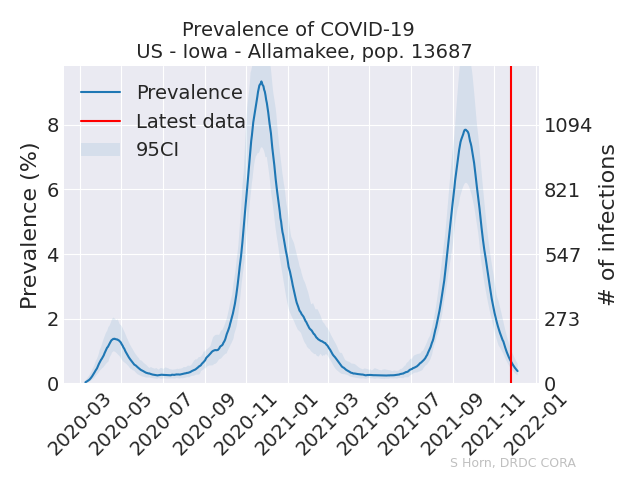 Prevalence of COVID-19
US - Iowa - Allamakee, pop. 13687
Prevalence
Latest data
95CI
Prevalence (%)
8
6
4
2
0
1094
821
547
273
0
# of infections
2020-03
2020-05
2020-07
2020-09
2020-11
2021-01
2021-03
2021-05
2021-07
2021-09
2021-11
2022-01
S Horn, DRDC CORA